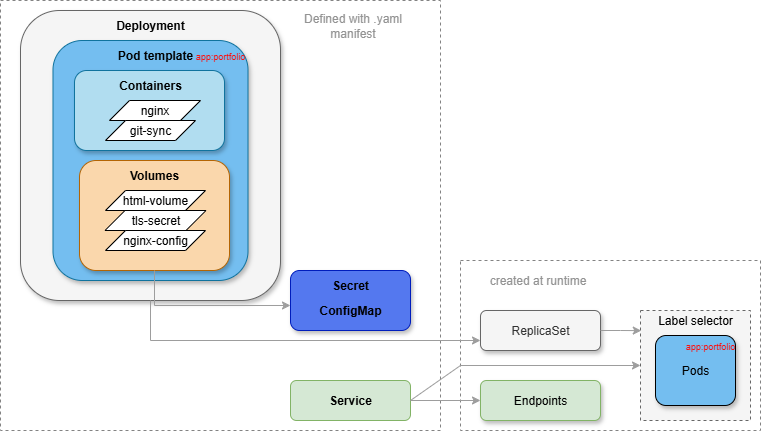 Deployment
Defined with .yaml
manifest
Pod template
app:portfolio
Containers
nginx
git-sync
Volumes
html-volume
tls-secret
nginx-config
Secret
ConfigMap
created at runtime
ReplicaSet
Label selector
app:portfolio
Pods
Service
Endpoints